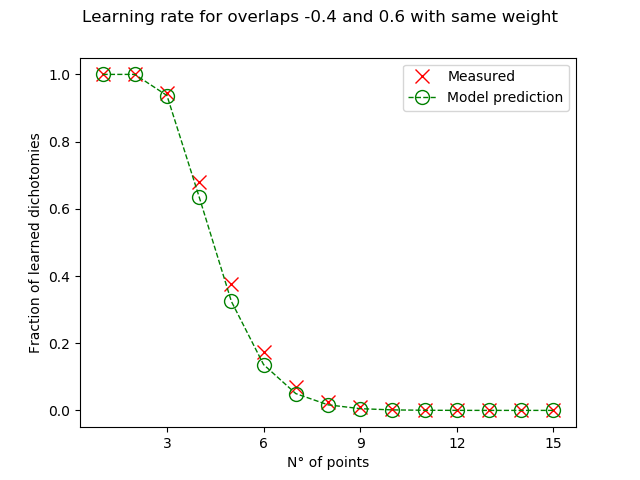 Learning rate for overlaps -0.4 and 0.6 with same weight
Measured
Model prediction
Fraction of learned dichotomies
1.0
0.8
0.6
0.4
0.2
0.0
3 6 9 12 15
N° of points